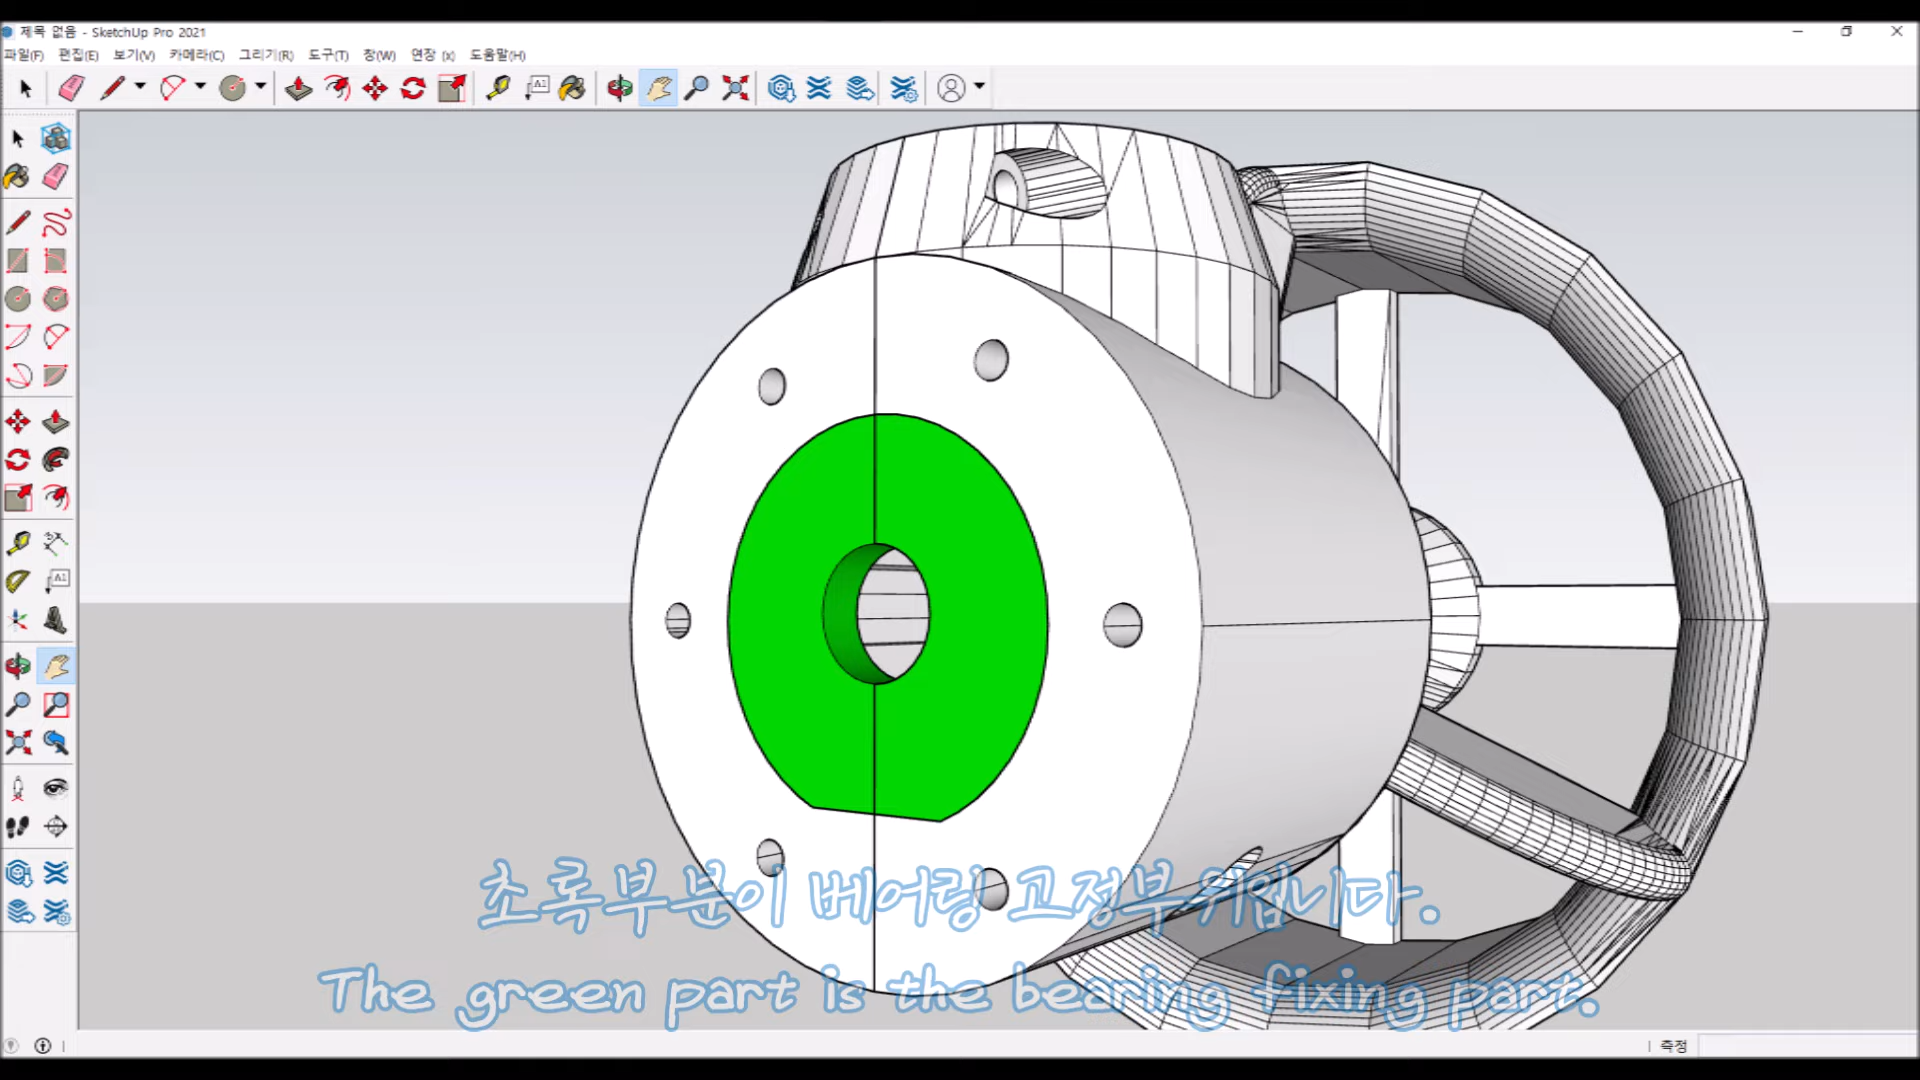 제목 없음 - SketchUp Pro 2021
파일(F) 편집(E) 보기(V) 카메라(C) 그리기(R) 도구(T) 창(W) 연장 (x) 도움말(H)
A1
A1
초록부분이 베어링 고정부위입니다.
The green part is the bearing fixing part.
측정